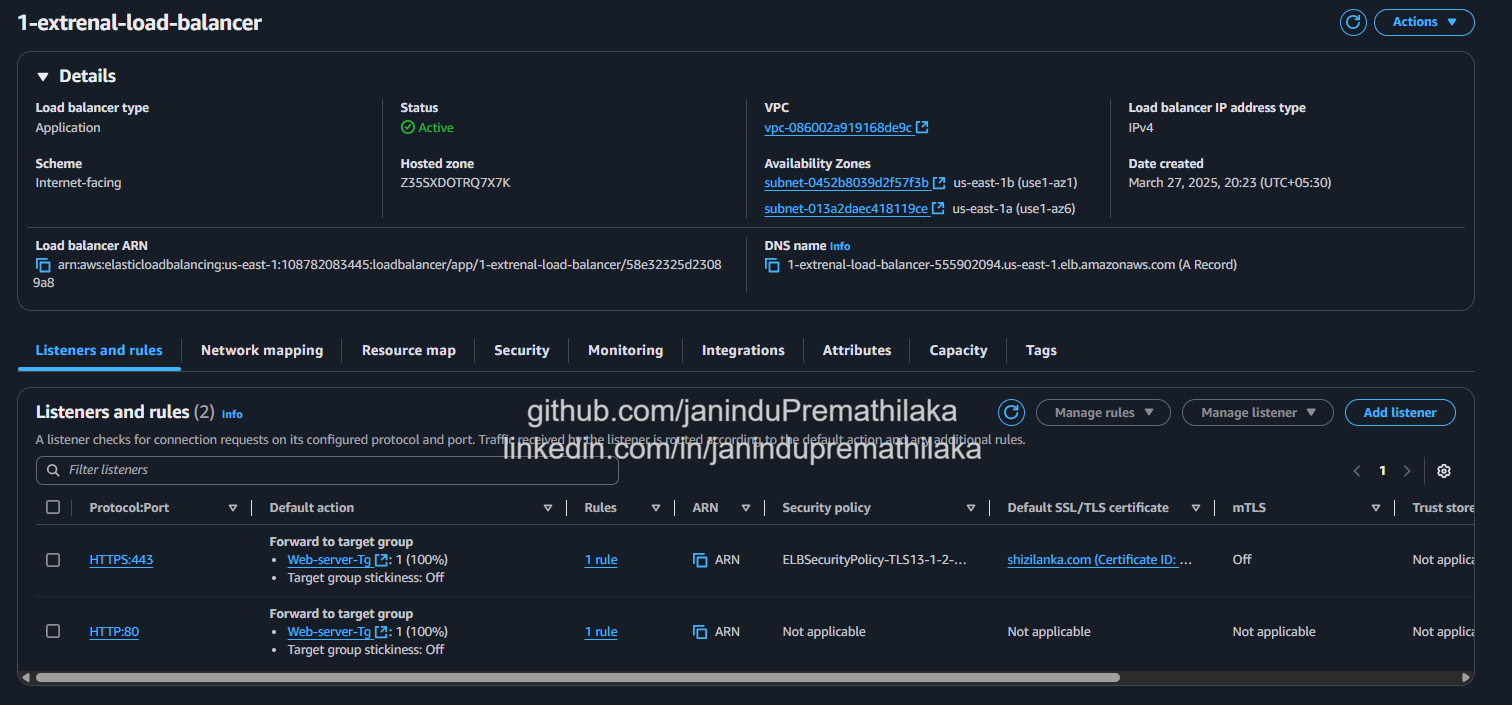 1-extrenal-load-balancer
Actions
Details
Load balancer type
Application
Status
Active
VPC
vpc-086002a919168de9c
Load balancer IP address type
IPv4
Scheme
Internet-facing
Hosted zone
Z35SXDOTRQ7X7K
Availability Zones
subnet-0452b8039d2f57f3b us-east-1b (use1-az1)
subnet-013a2daec418119ce us-east-1a (use1-az6)
Date created
March 27, 2025, 20:23 (UTC+05:30)
Load balancer ARN
arn:aws:elasticloadbalancing:us-east-1:108782083445:loadbalancer/app/1-extrenal-load-balancer/58e32325d2308
9a8
DNS name Info
1-extrenal-load-balancer-555902094.us-east-1.elb.amazonaws.com (A Record)
Listeners and rules Network mapping Resource map Security Monitoring Integrations Attributes Capacity Tags
Listeners and rules (2) Info
github.com/janinduPremathilaka
Manage rules Manage listener Add listener
A listener checks for connection requests on its configured protocol and port. Traffic received by the listener is routed according to the default action and any additional rules.
linkedin.com/in/janindupremathilaka
Filter listeners
1
Protocol:Port Default action Rules ARN Security policy Default SSL/TLS certificate mTLS Trust store
HTTPS:443
Forward to target group
• Web-server-Tg : 1 (100%)
• Target group stickiness: Off
1 rule
ARN
ELBSecurityPolicy-TLS13-1-2-...
shizilanka.com (Certificate ID: ...
Off
Not applica
HTTP:80
Forward to target group
• Web-server-Tg : 1 (100%)
• Target group stickiness: Off
1 rule
ARN
Not applicable
Not applicable
Not applicable
Not applica